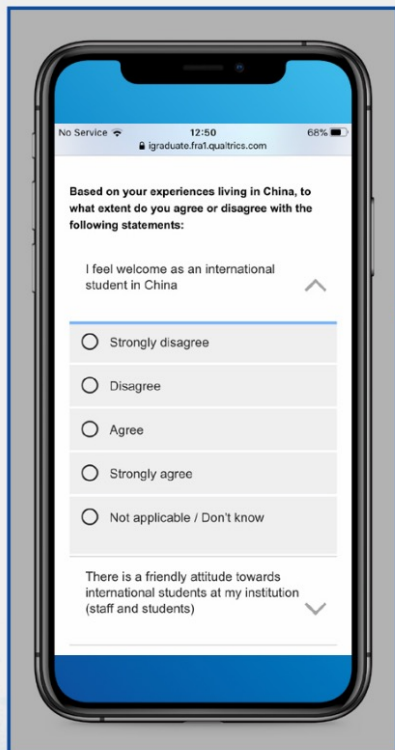 No Service 12:50 68%
igraduate.fra1.qualtrics.com
Based on your experiences living in China, to
what extent do you agree or disagree with the
following statements:
I feel welcome as an international
student in China
Strongly disagree
Disagree
Agree
Strongly agree
Not applicable / Don't know
There is a friendly attitude towards
international students at my institution
(staff and students)